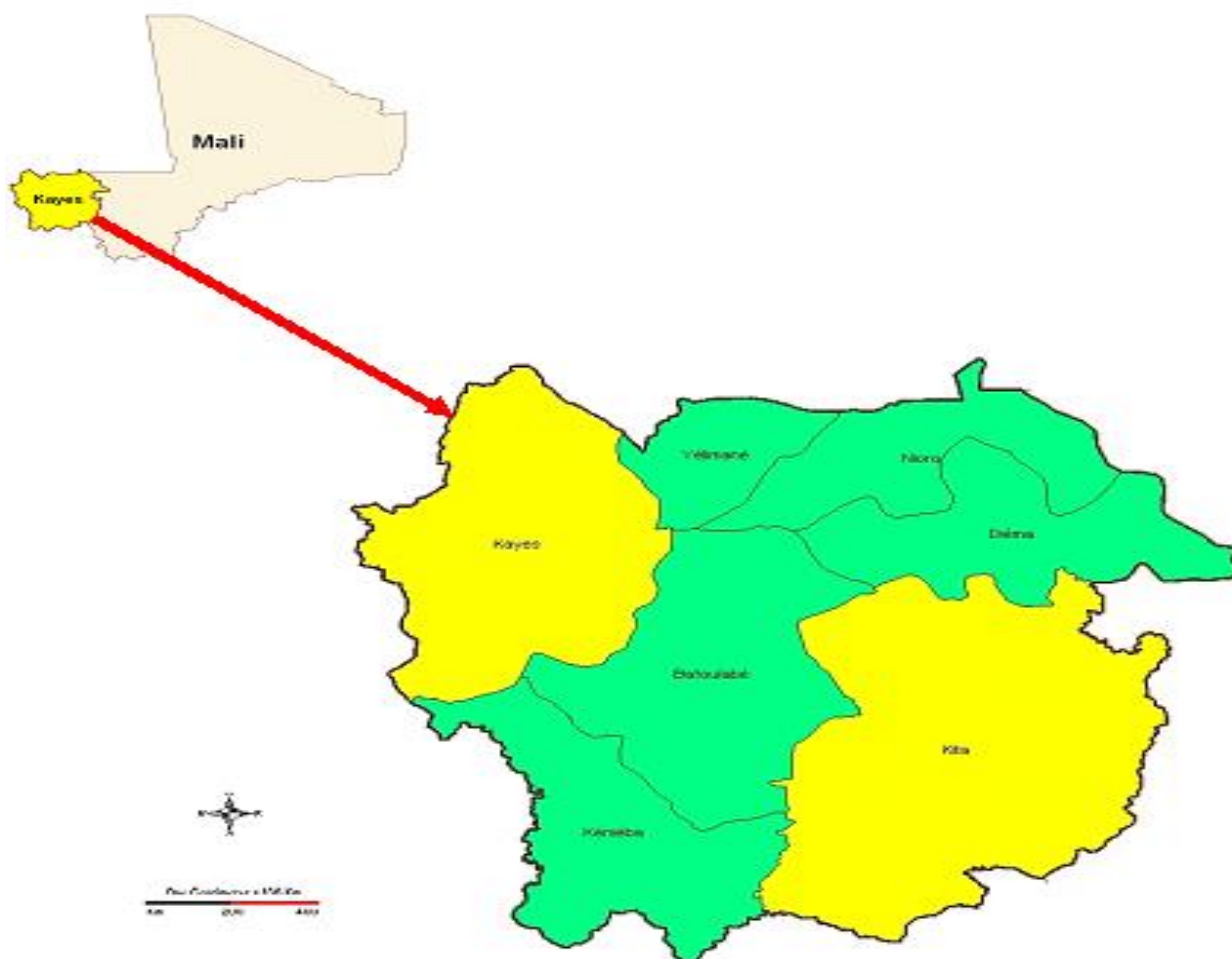 Mali
Kayes
Yélimané
Nioro
Diéma
Kayes
Bafoulabé
Kita
Kéniéba